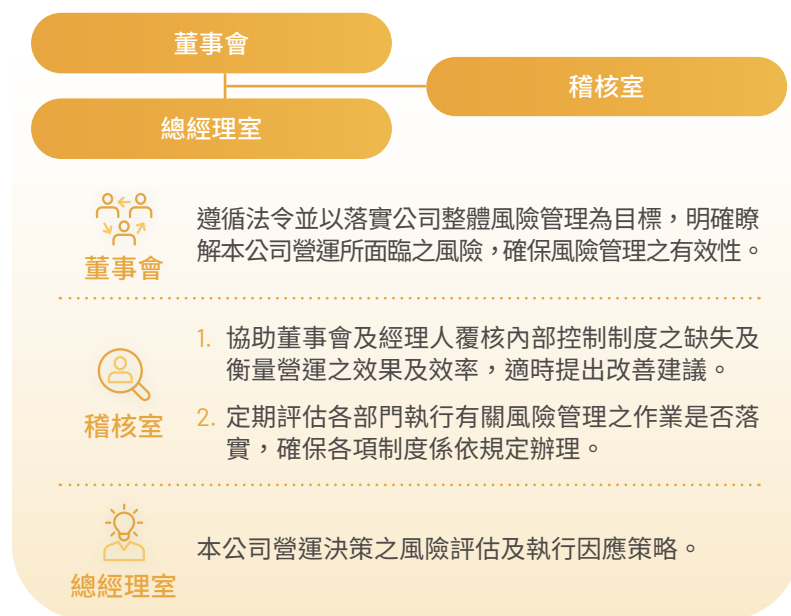 董事會
稽核室
總經理室
遵循法令並以落實公司整體風險管理為目標，明確瞭
解本公司營運所面臨之風險，確保風險管理之有效性。
董事會
1. 協助董事會及經理人覆核內部控制制度之缺失及
衡量營運之效果及效率，適時提出改善建議。
2. 定期評估各部門執行有關風險管理之作業是否落
實，確保各項制度係依規定辦理。
稽核室
本公司營運決策之風險評估及執行因應策略。
總經理室